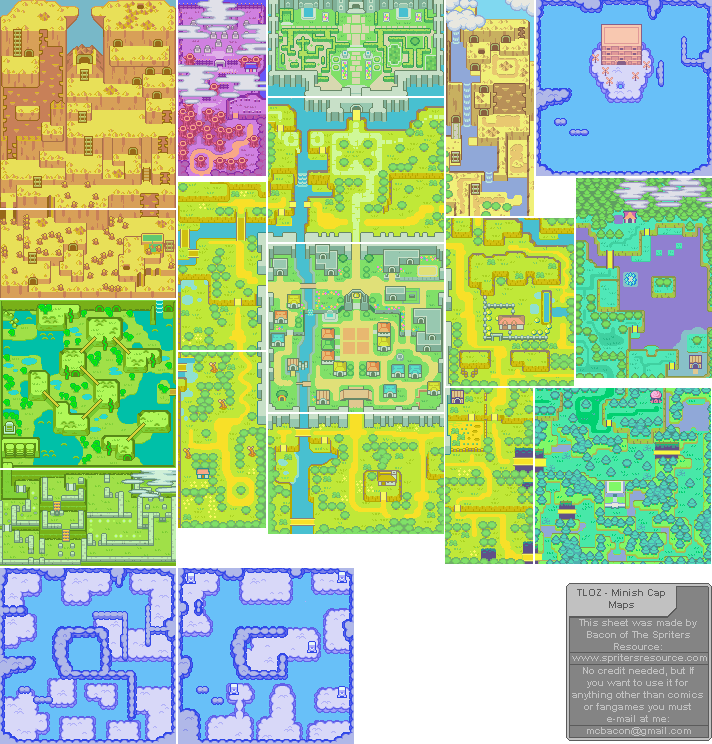 TLOZ - Minish Cap
Maps
This sheet was made by
Bacon of The Spriters
Resource:
www.spritersresource.com
No credit needed, but If
you want to use it for
anything other than comics
or fangames you must
e-mail at me:
mcbacon@gmail.com